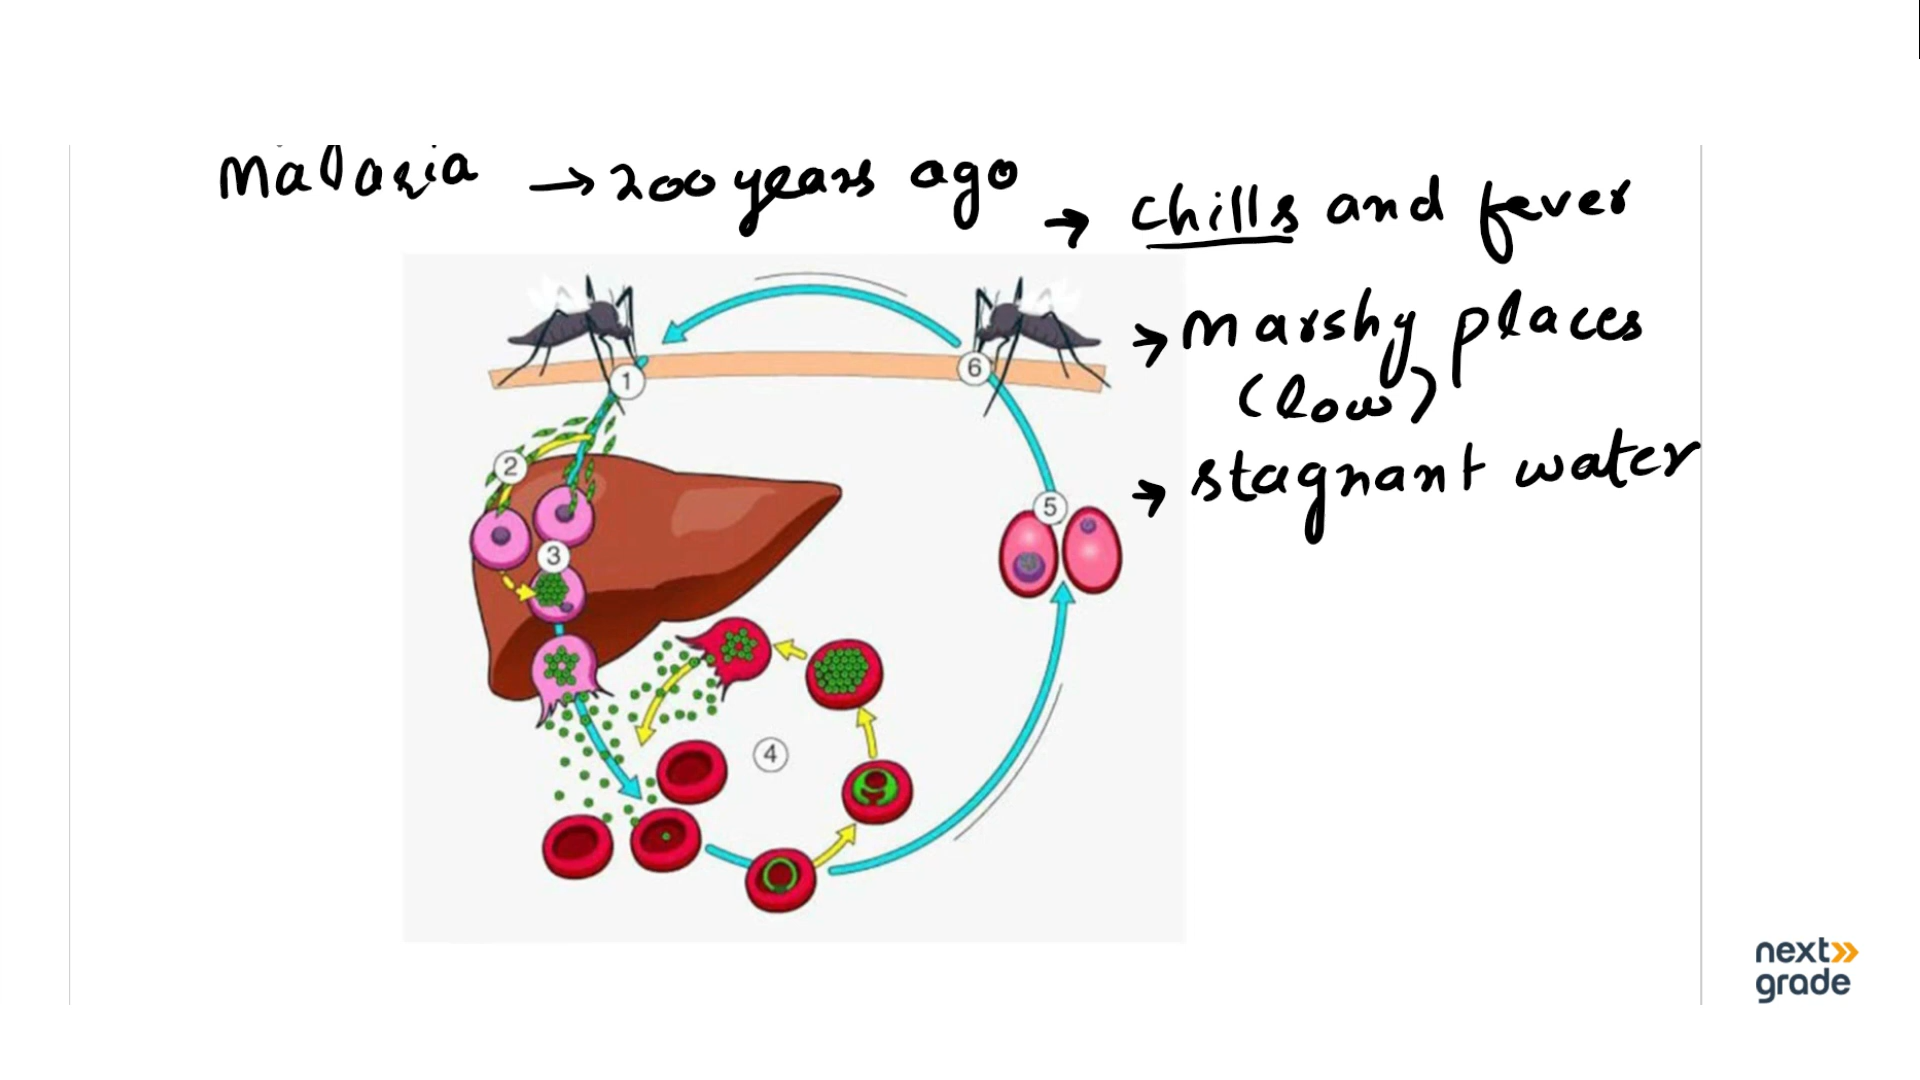 Malaria → 200 years ago
→ chills and fever
→ Marshy places
(low)
→ stagnant water
1
6
2
5
3
4
next
grade